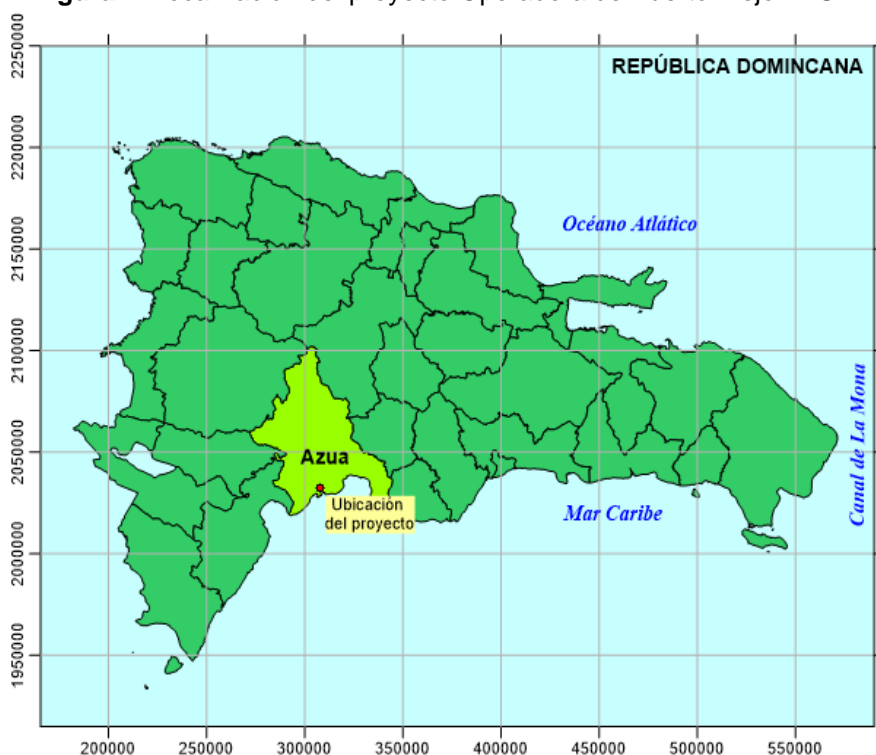 REPÚBLICA DOMINCANA
2250000
2200000
2150000
2100000
2050000
2000000
1950000
Océano Atlático
Canal de La Mona
Azua
Ubicación
del proyecto
Mar Caribe
200000
250000
300000
350000
400000
450000
500000
550000